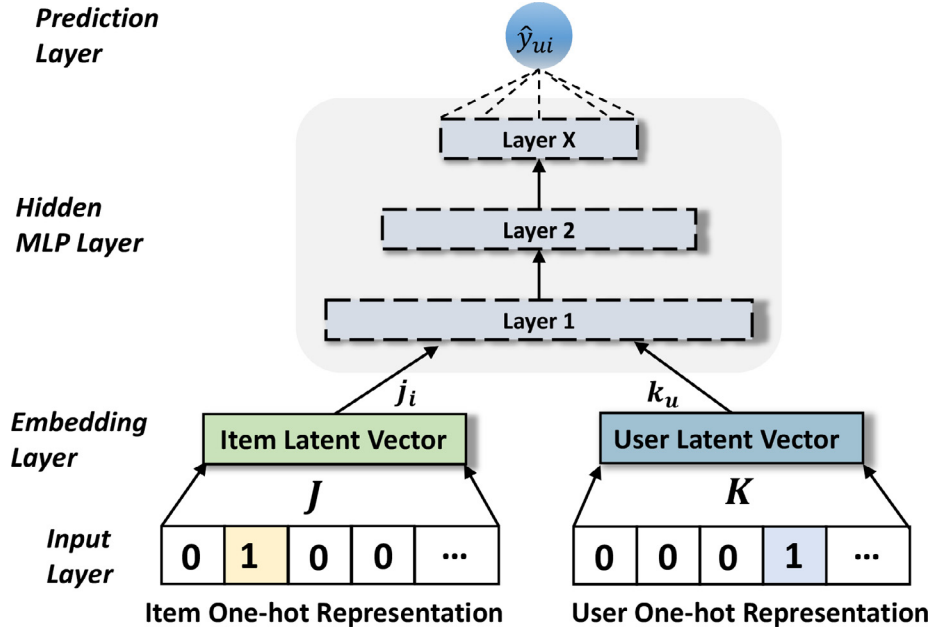 Prediction
Layer
ŷui
Layer X
Hidden
MLP Layer
Layer 2
Layer 1
ji
ku
Embedding
Layer
Item Latent Vector
User Latent Vector
J
K
Input
Layer
0 1 0 0 ...
0 0 0 1 ...
Item One-hot Representation
User One-hot Representation